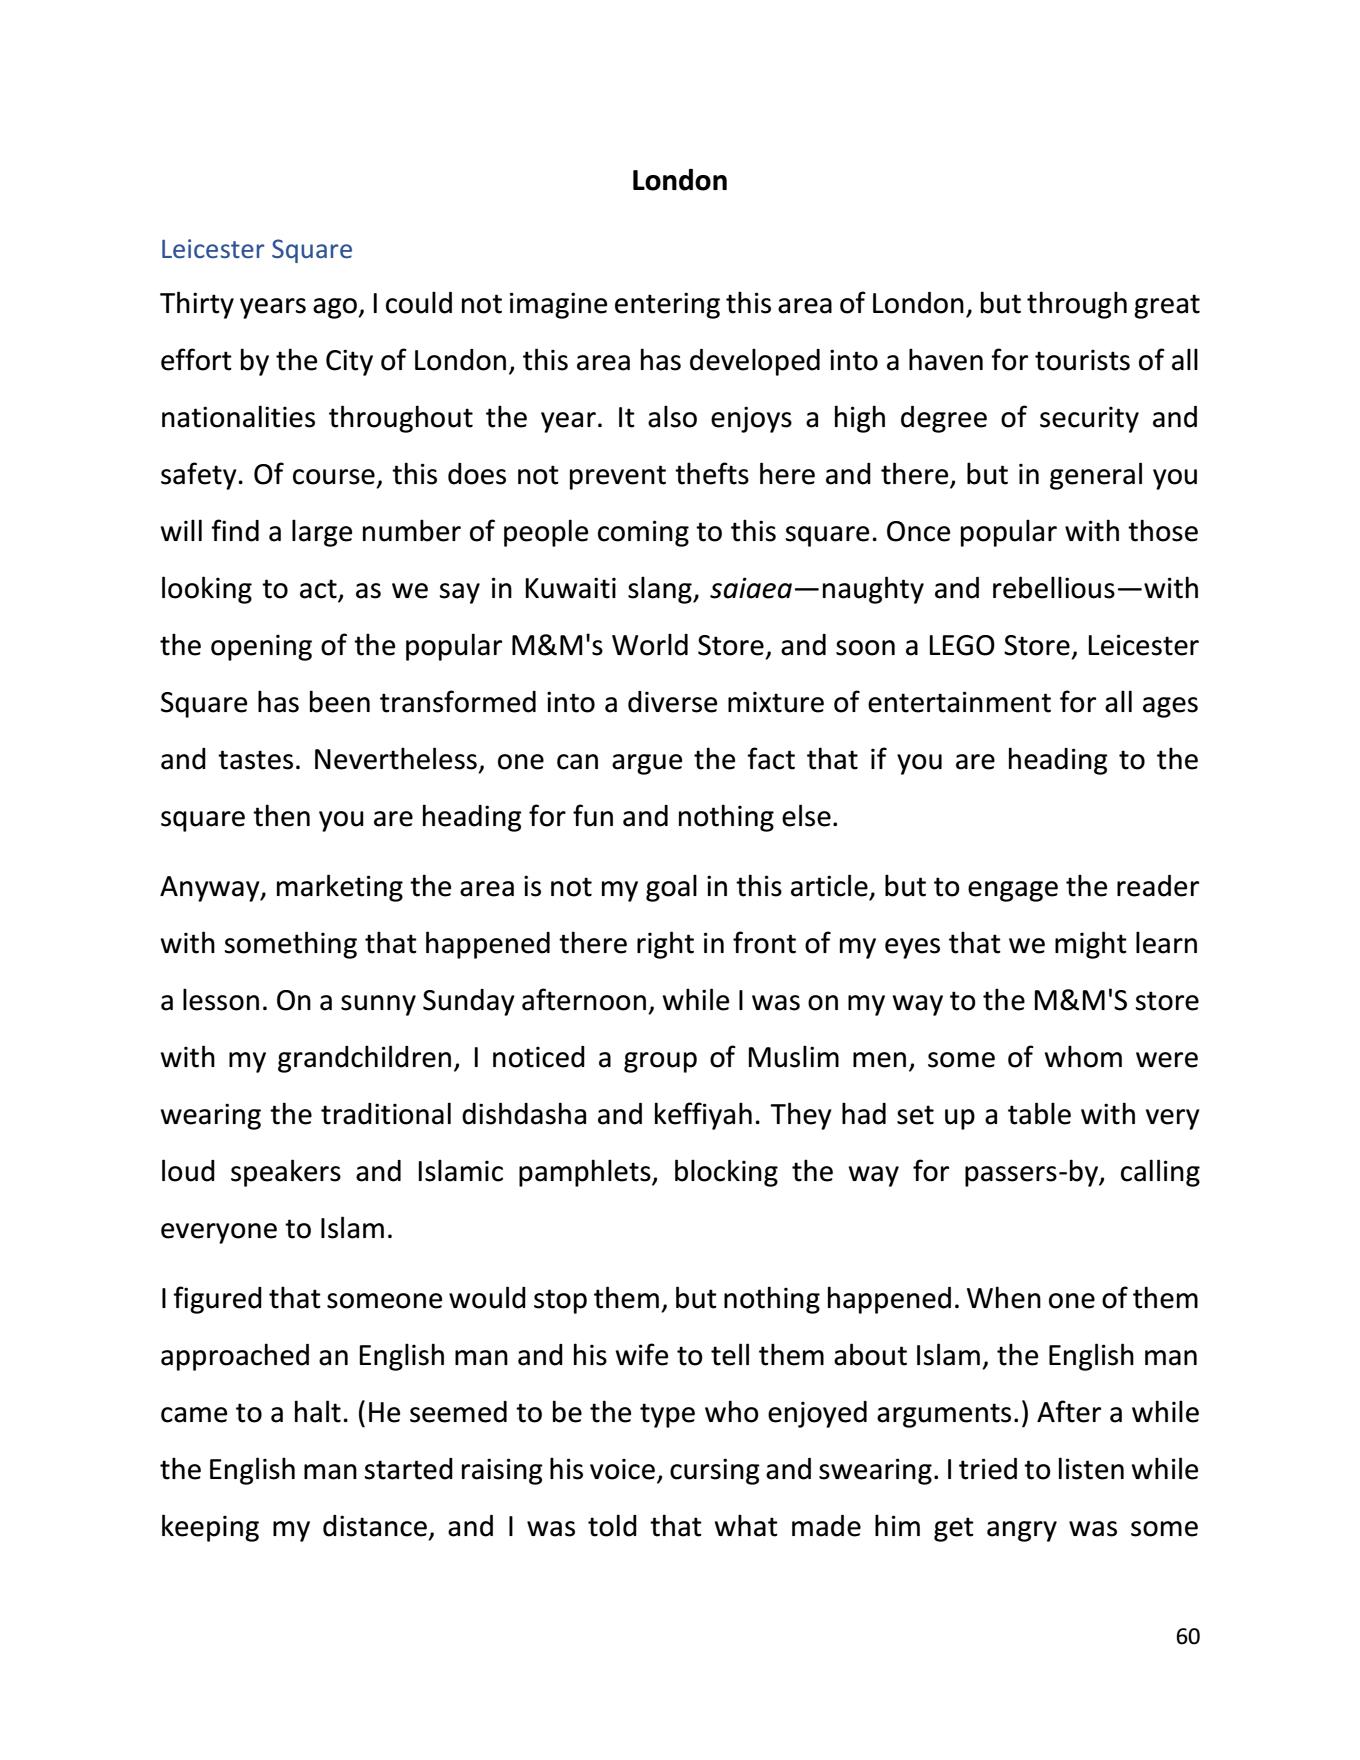 London
Leicester Square
Thirty years ago, I could not imagine entering this area of London, but through great
effort by the City of London, this area has developed into a haven for tourists of all
nationalities throughout the year. It also enjoys a high degree of security and
safety. Of course, this does not prevent thefts here and there, but in general you
will find a large number of people coming to this square. Once popular with those
looking to act, as we say in Kuwaiti slang, saiaea—naughty and rebellious—with
the opening of the popular M&M's World Store, and soon a LEGO Store, Leicester
Square has been transformed into a diverse mixture of entertainment for all ages
and tastes. Nevertheless, one can argue the fact that if you are heading to the
square then you are heading for fun and nothing else.
Anyway, marketing the area is not my goal in this article, but to engage the reader
with something that happened there right in front of my eyes that we might learn
a lesson. On a sunny Sunday afternoon, while I was on my way to the M&M'S store
with my grandchildren, I noticed a group of Muslim men, some of whom were
wearing the traditional dishdasha and keffiyah. They had set up a table with very
loud speakers and Islamic pamphlets, blocking the way for passers-by, calling
everyone to Islam.
I figured that someone would stop them, but nothing happened. When one of them
approached an English man and his wife to tell them about Islam, the English man
came to a halt. (He seemed to be the type who enjoyed arguments.) After a while
the English man started raising his voice, cursing and swearing. I tried to listen while
keeping my distance, and I was told that what made him get angry was some
60